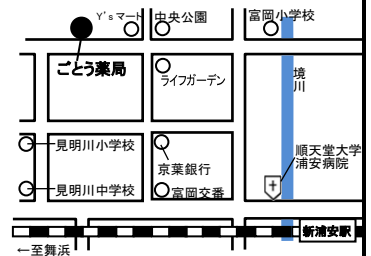 Y'sマート
中央公園
富岡小学校
ごとう薬局
ライフガーデン
境川
見明川小学校
京葉銀行
順天堂大学
浦安病院
見明川中学校
富岡交番
新浦安駅
←至舞浜